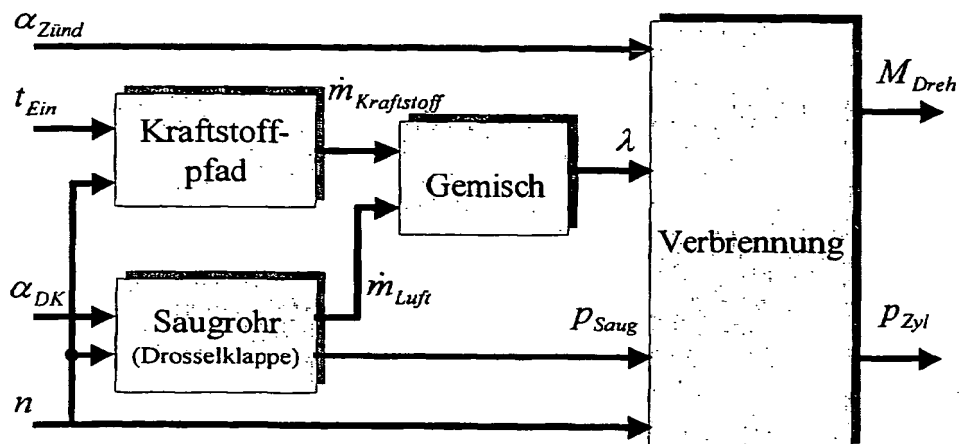 α_Zünd
M_Dreh
t_Ein
ṁ_Kraftstoff
Kraftstoff-
pfad
λ
Gemisch
Verbrennung
α_DK
ṁ_Luft
Saugrohr
(Drosselklappe)
p_Saug
p_Zyl
n